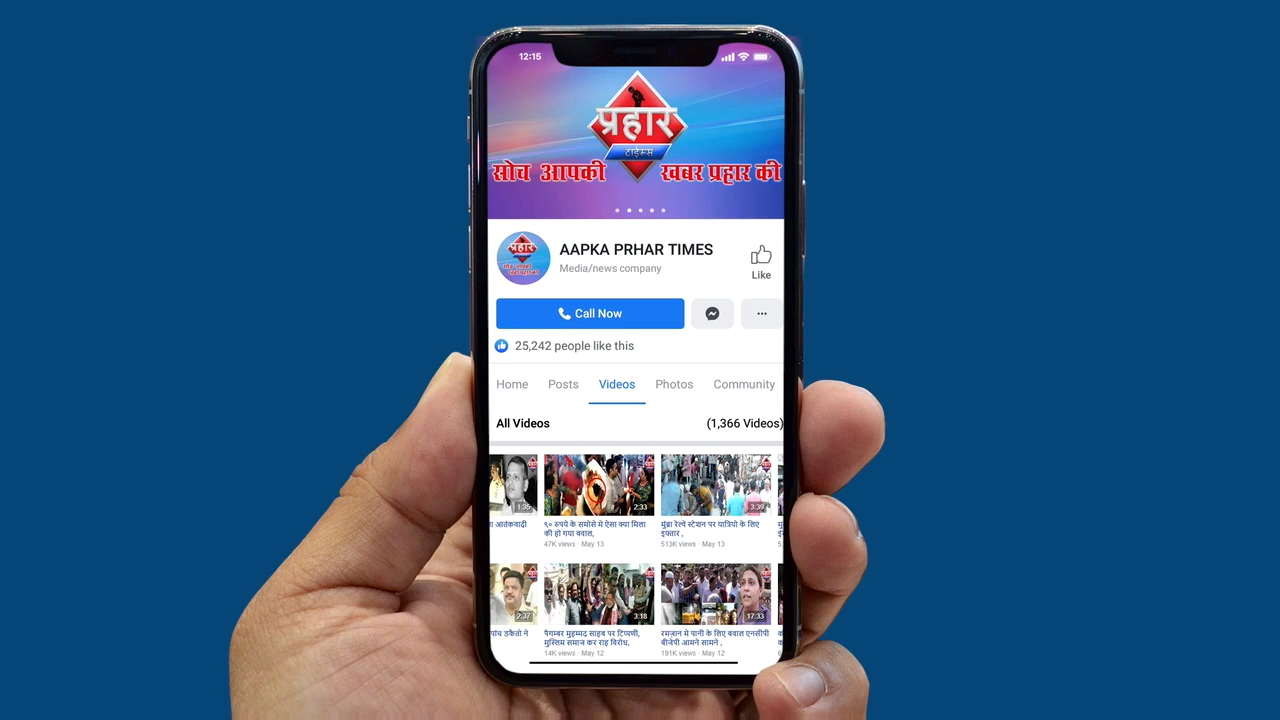 12:15
प्रहार
टाईम्स
सोच आपकी खबर प्रहार की
प्रहार
AAPKA PRHAR TIMES
Media/news company
Like
Call Now
25,242 people like this
Home Posts Videos Photos Community
All Videos (1,366 Videos)
1:35 2:33 3:39
ा आतंकवादी
९० रुपये के समोसे मे ऐसा क्या मिला
की हो गया बवाल,
47K views · May 13
मुंब्रा रेल्वे स्टेशन पर यात्रियो के लिए
इफ्तार ,
513K views · May 13
2:37 3:18 17:33
पांच डकैतो ने
पैगम्बर मुहम्मद साहब पर टिप्पणी,
मुस्लिम समाज कर राह विरोध,
14K views · May 12
रमज़ान मे पानी के लिए बवाल एनसीपी
बीजेपी आमने सामने ,
191K views · May 12